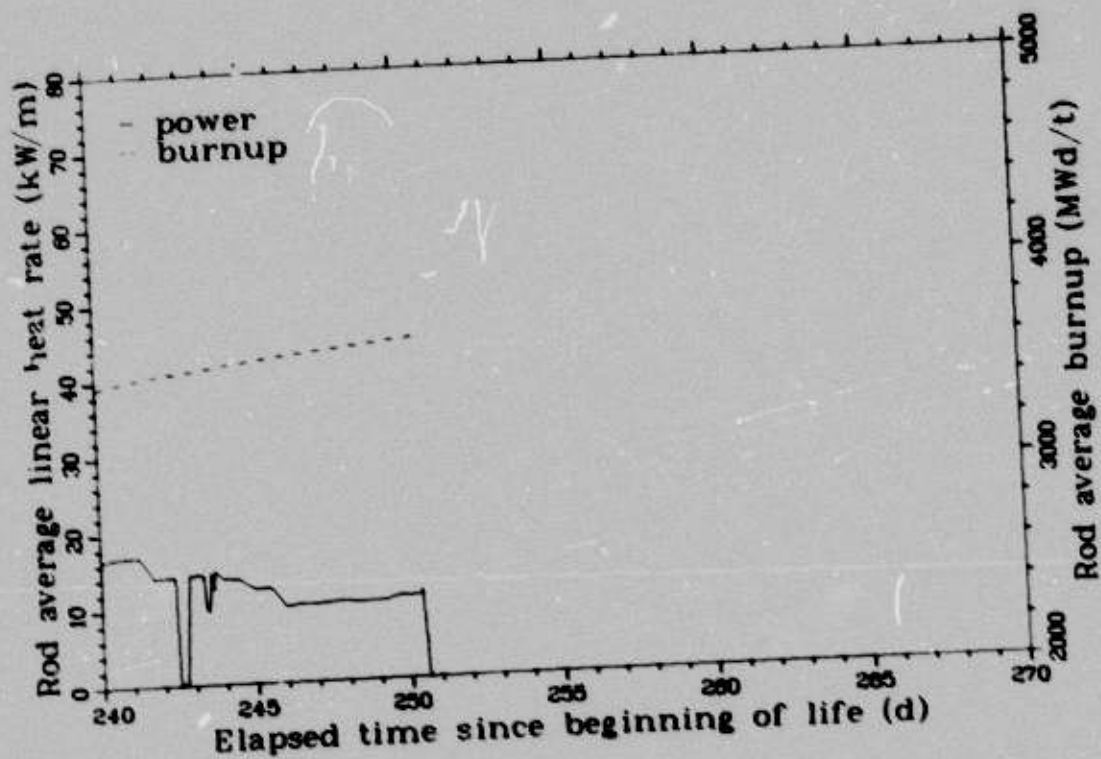 power
burnup
Rod average linear heat rate (kW/m)
80
70
60
50
40
30
20
10
0
Rod average burnup (MWd/t)
5000
4000
3000
2000
240 245 250 255 260 265 270
Elapsed time since beginning of life (d)